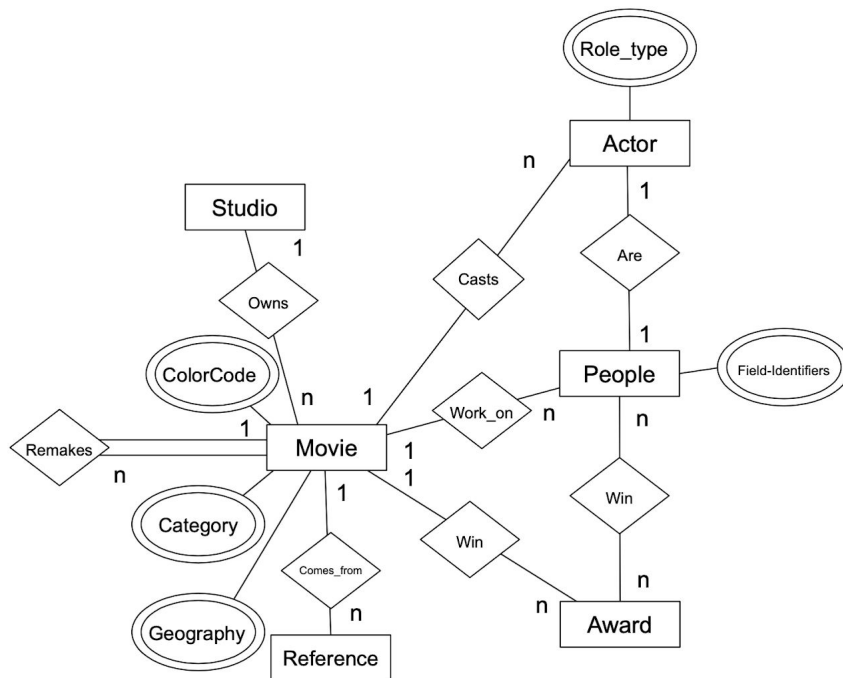 Role_type
Actor
n
1
Studio
1
Are
Casts
Owns
ColorCode
1
People
Field-Identifiers
n
1
Work_on
n
n
Remakes
1
Movie
1
n
1
1
Category
Win
Win
Comes_from
n
n
n
Geography
Award
Reference